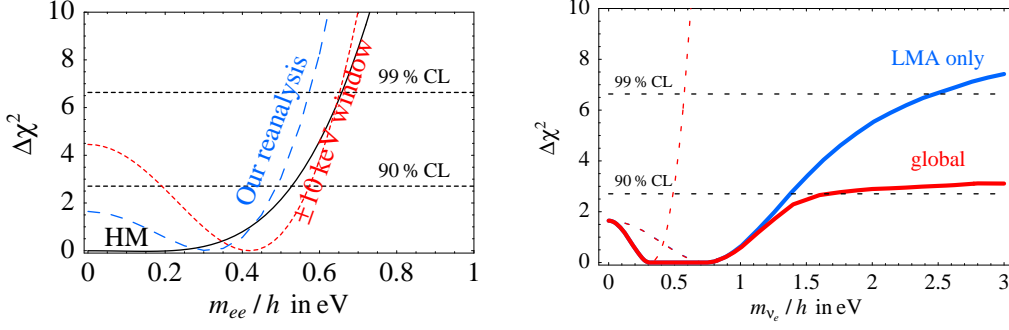 10
8
6
4
2
0
Δχ²
0 0.2 0.4 0.6 0.8 1
m_ee / h in eV
99 % CL
90 % CL
HM
Our reanalysis
±10 keV window
10
8
6
4
2
0
Δχ²
0 0.5 1 1.5 2 2.5 3
m_νe / h in eV
99 % CL
90 % CL
LMA only
global